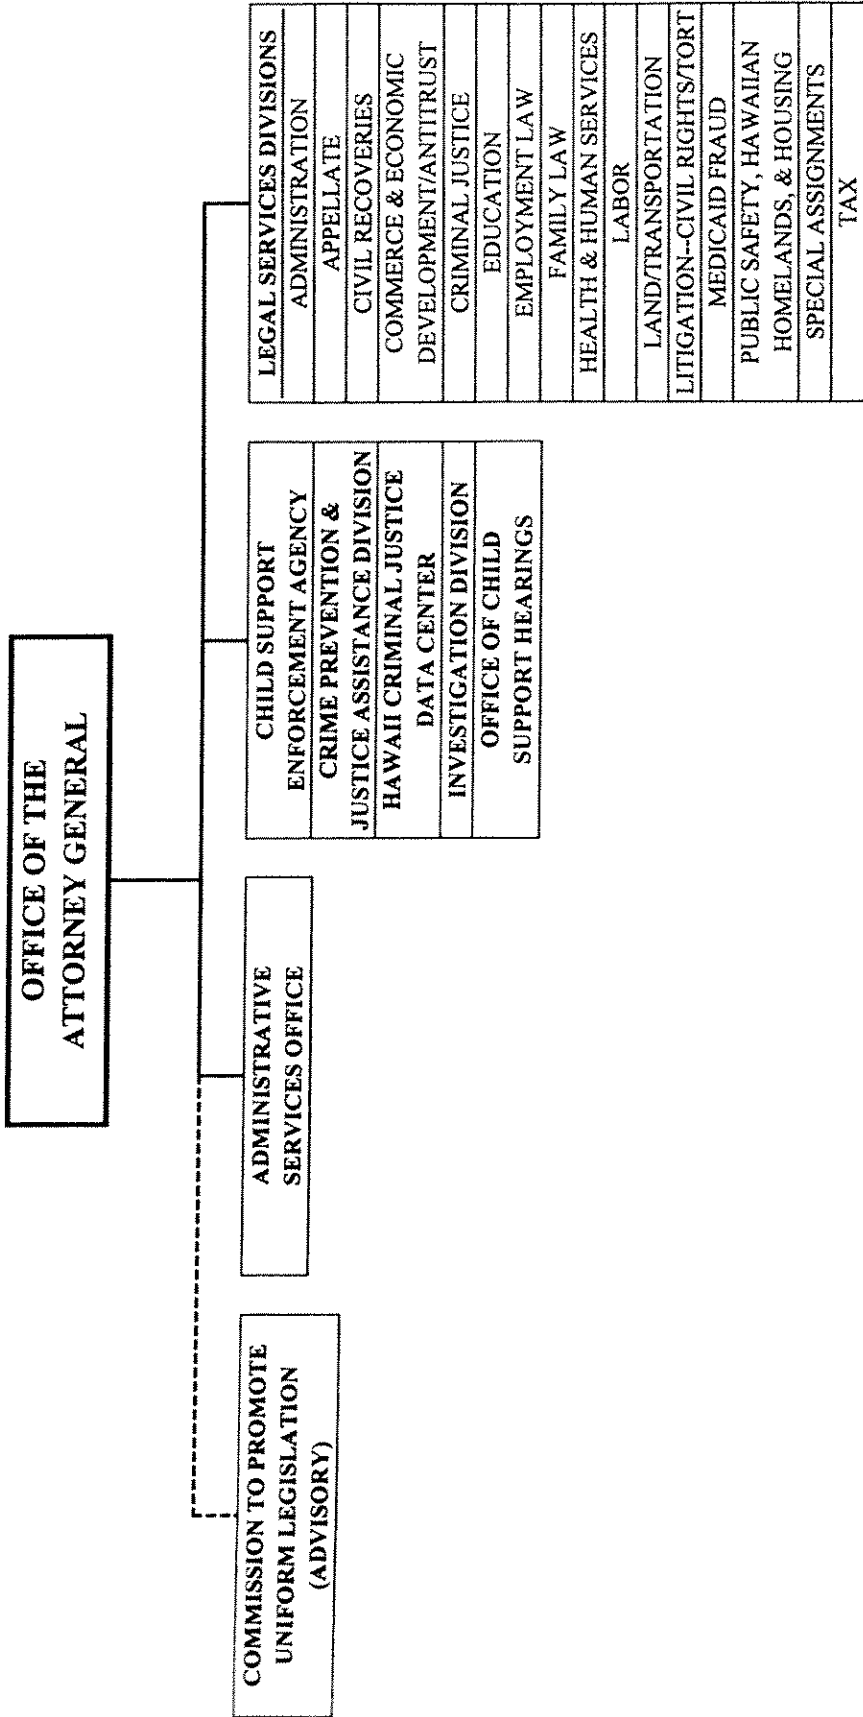 OFFICE OF THE
ATTORNEY GENERAL
COMMISSION TO PROMOTE
UNIFORM LEGISLATION
(ADVISORY)
ADMINISTRATIVE
SERVICES OFFICE
CHILD SUPPORT
ENFORCEMENT AGENCY
CRIME PREVENTION &
JUSTICE ASSISTANCE DIVISION
HAWAII CRIMINAL JUSTICE
DATA CENTER
INVESTIGATION DIVISION
OFFICE OF CHILD
SUPPORT HEARINGS
LEGAL SERVICES DIVISIONS
ADMINISTRATION
APPELLATE
CIVIL RECOVERIES
COMMERCE & ECONOMIC
DEVELOPMENT/ANTITRUST
CRIMINAL JUSTICE
EDUCATION
EMPLOYMENT LAW
FAMILY LAW
HEALTH & HUMAN SERVICES
LABOR
LAND/TRANSPORTATION
LITIGATION--CIVIL RIGHTS/TORT
MEDICAID FRAUD
PUBLIC SAFETY, HAWAIIAN
HOMELANDS, & HOUSING
SPECIAL ASSIGNMENTS
TAX